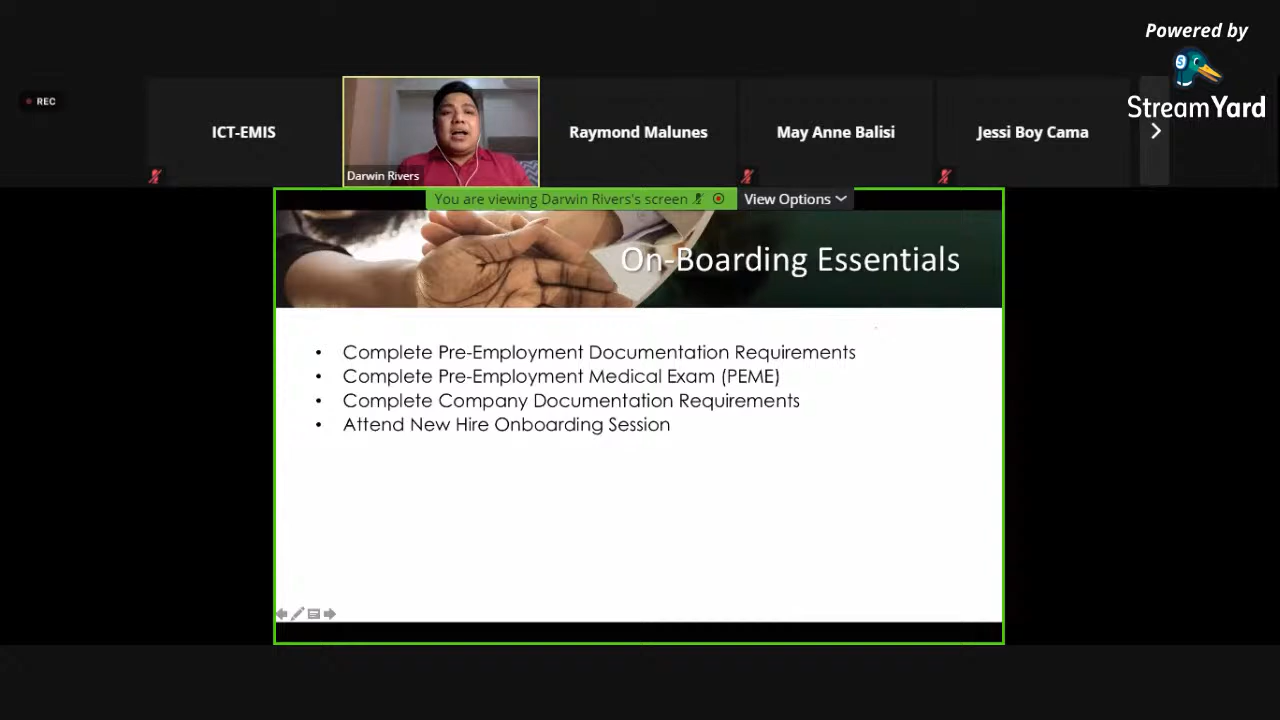 Powered by
StreamYard
REC
ICT-EMIS
Darwin Rivers
Raymond Malunes
May Anne Balisi
Jessi Boy Cama
You are viewing Darwin Rivers's screen
View Options
On-Boarding Essentials
• Complete Pre-Employment Documentation Requirements
• Complete Pre-Employment Medical Exam (PEME)
• Complete Company Documentation Requirements
• Attend New Hire Onboarding Session